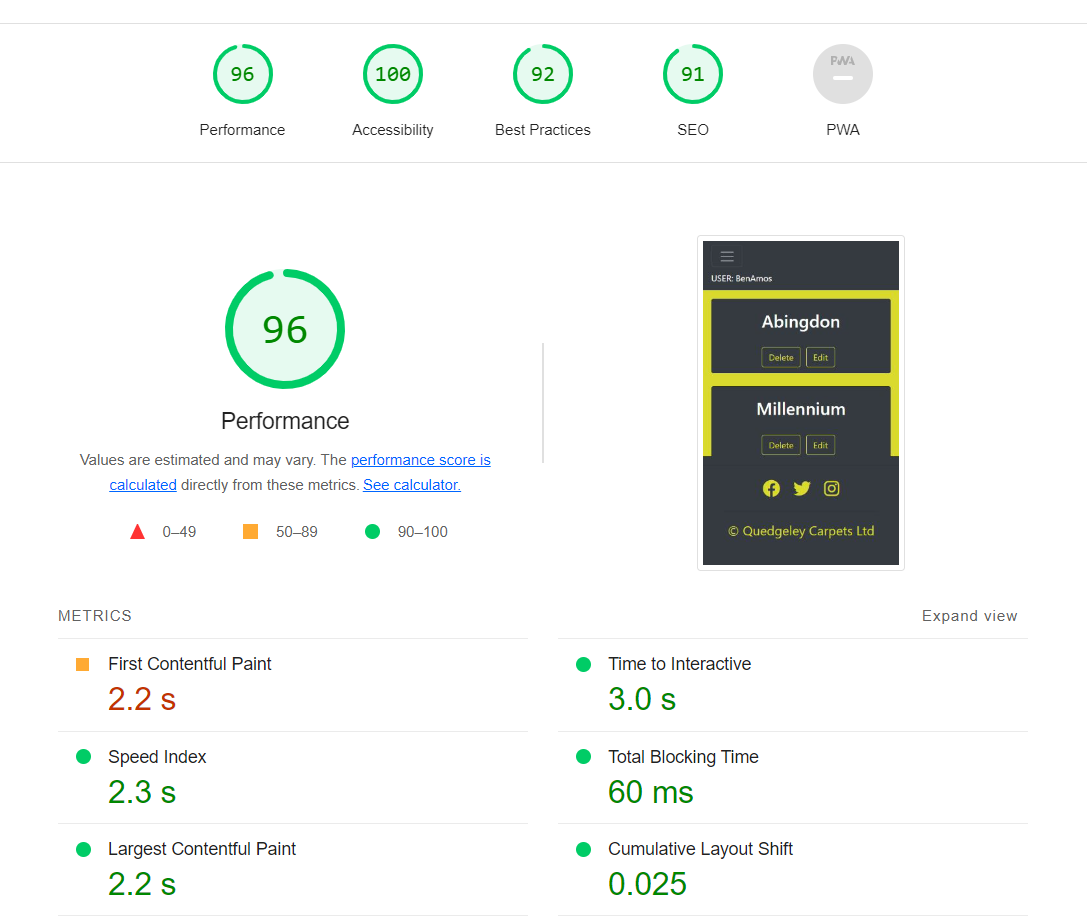 96
100
92
91
PWA
Performance
Accessibility
Best Practices
SEO
PWA
96
Performance
Values are estimated and may vary. The performance score is
calculated directly from these metrics. See calculator.
0–49
50–89
90–100
USER: BenAmos
Abingdon
Delete
Edit
Millennium
Delete
Edit
© Quedgeley Carpets Ltd
METRICS
Expand view
First Contentful Paint
2.2 s
Time to Interactive
3.0 s
Speed Index
2.3 s
Total Blocking Time
60 ms
Largest Contentful Paint
2.2 s
Cumulative Layout Shift
0.025